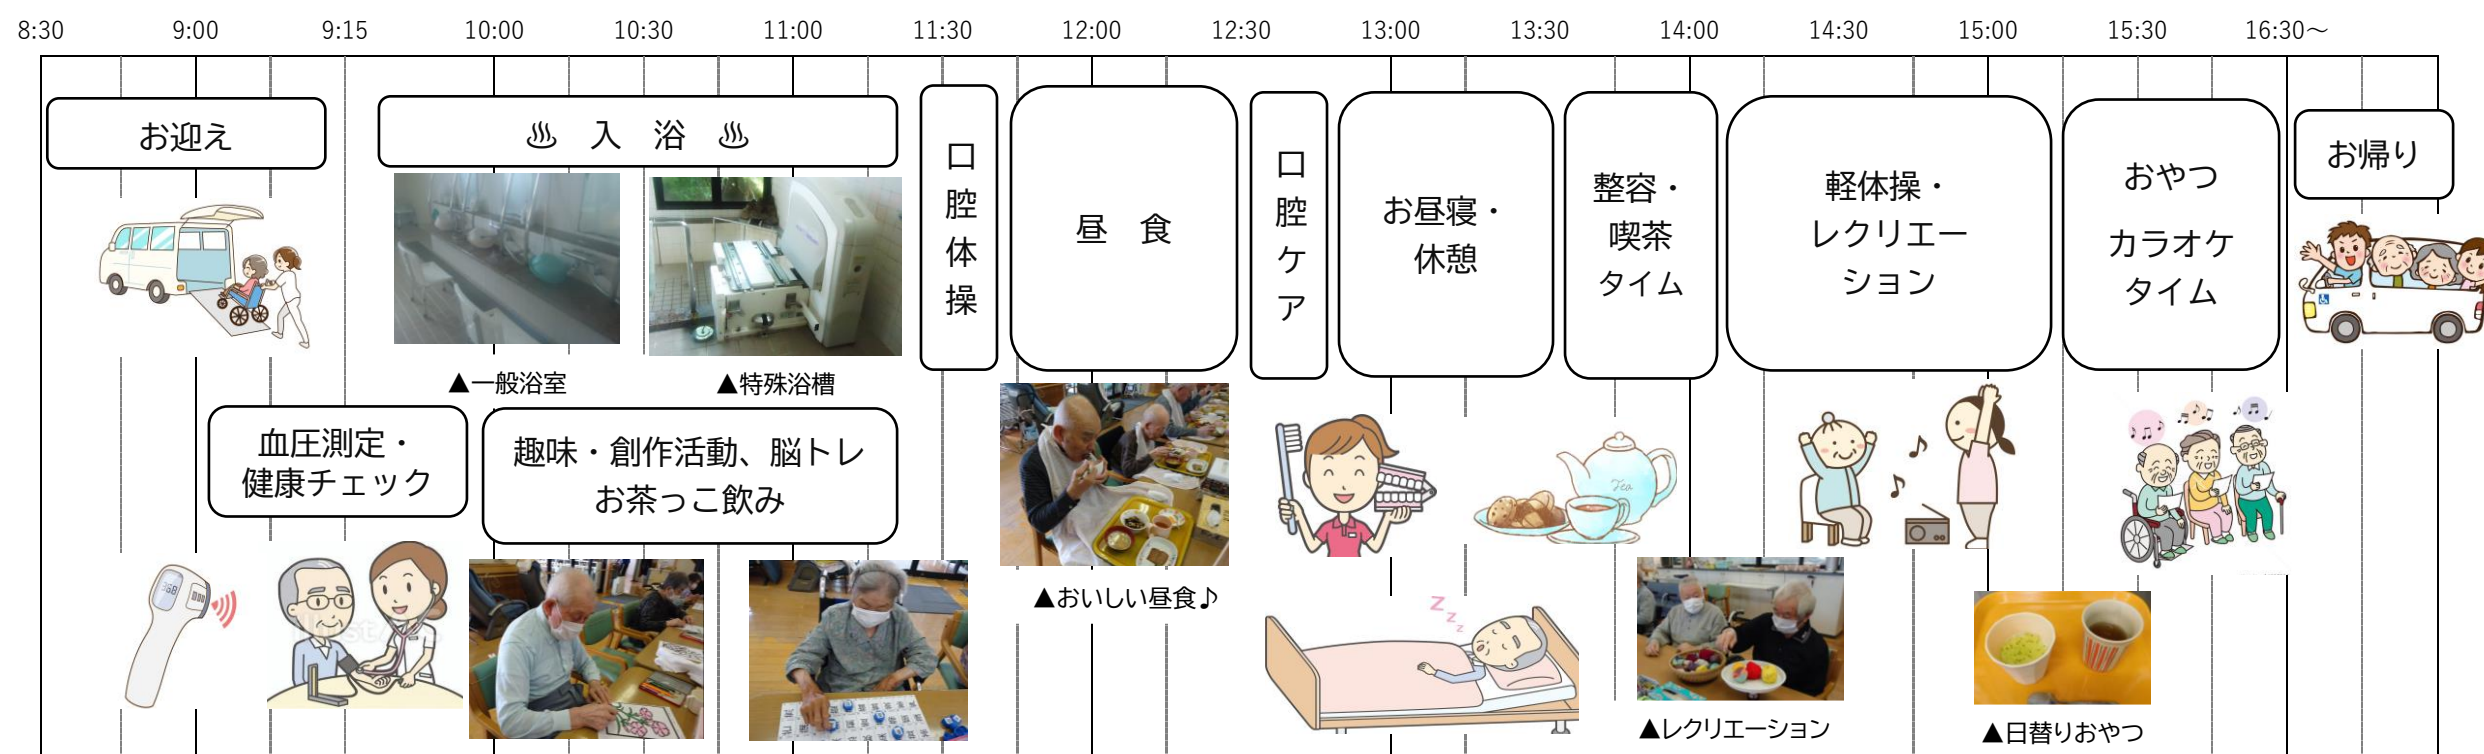 8:30 9:00 9:15 10:00 10:30 11:00 11:30 12:00 12:30 13:00 13:30 14:00 14:30 15:00 15:30 16:30～
お迎え
♨ 入 浴 ♨
▲一般浴室
▲特殊浴槽
血圧測定・
健康チェック
趣味・創作活動、脳トレ
お茶っこ飲み
口腔体操
昼 食
▲おいしい昼食♪
口腔ケア
お昼寝・
休憩
Z Z Z
整容・
喫茶
タイム
Tea
軽体操・
レクリエー
ション
▲レクリエーション
おやつ
カラオケ
タイム
▲日替りおやつ
お帰り